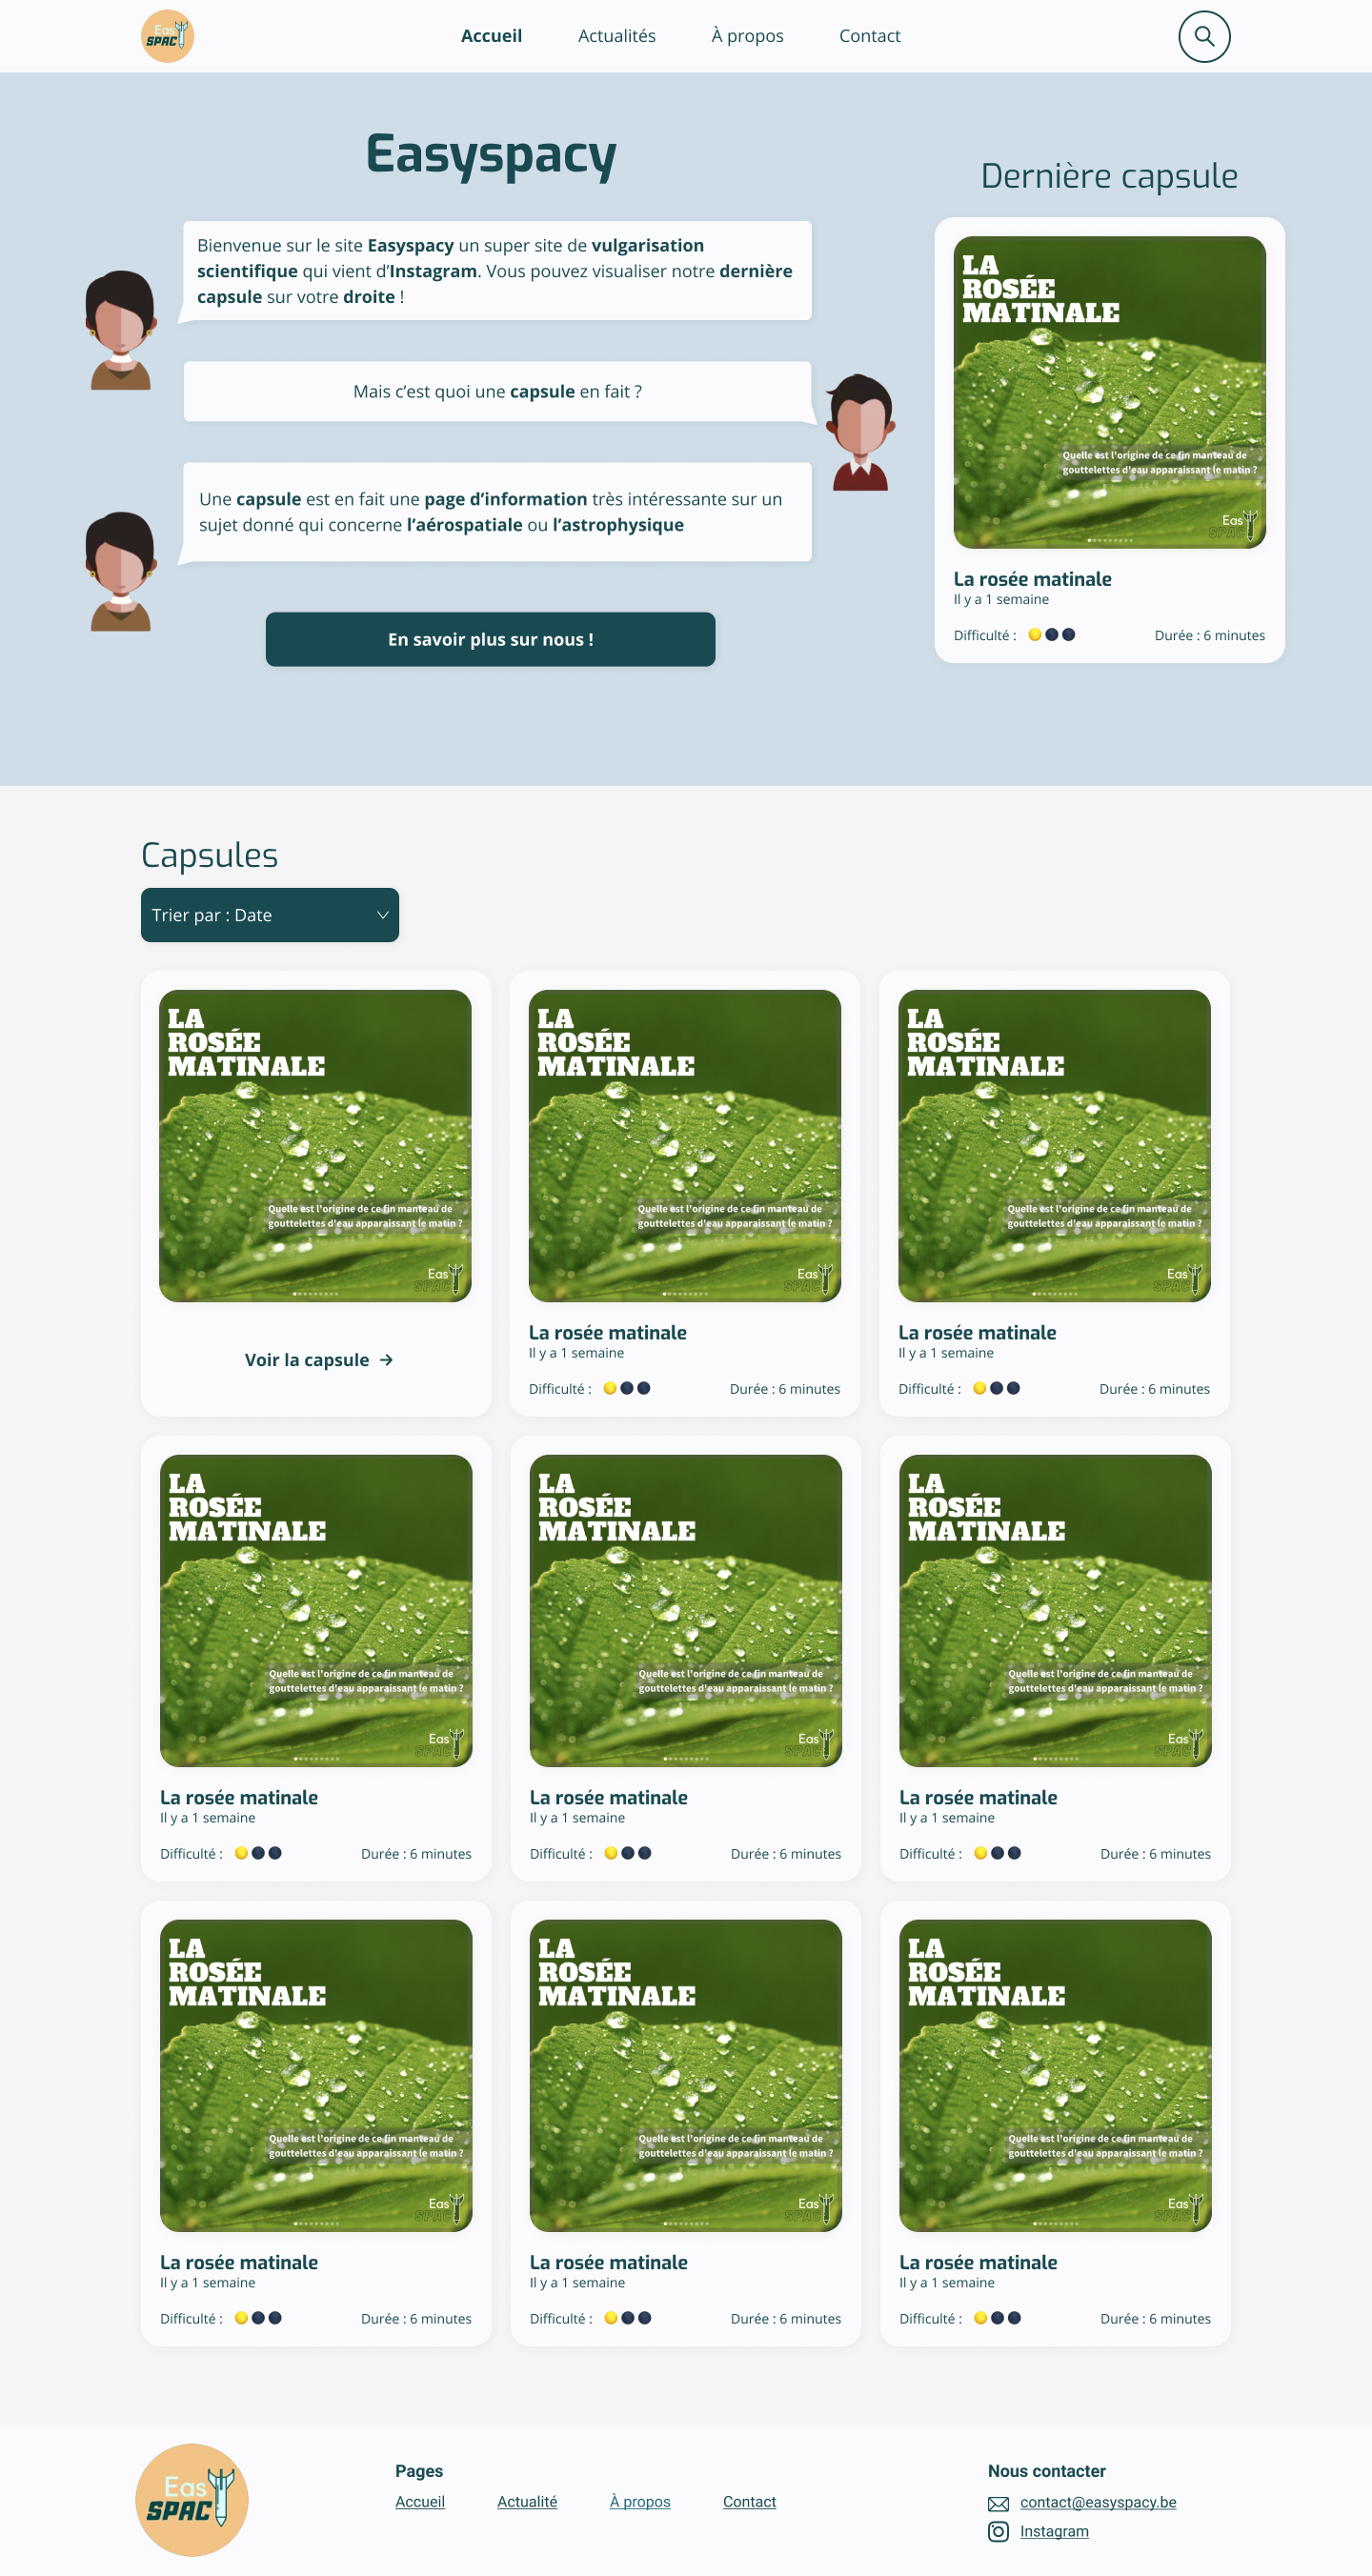 Eas
SPAC
Accueil
Actualités
À propos
Contact
Easyspacy
Dernière capsule
Bienvenue sur le site Easyspacy un super site de vulgarisation
scientifique qui vient d’Instagram. Vous pouvez visualiser notre dernière
capsule sur votre droite !
Mais c’est quoi une capsule en fait ?
Une capsule est en fait une page d’information très intéressante sur un
sujet donné qui concerne l’aérospatiale ou l’astrophysique
En savoir plus sur nous !
LA
ROSÉE
MATINALE
Quelle est l'origine de ce fin manteau de
gouttelettes d'eau apparaissant le matin ?
Eas
SPAC
La rosée matinale
Il y a 1 semaine
Difficulté :
Durée : 6 minutes
Capsules
Trier par : Date
LA
ROSÉE
MATINALE
Quelle est l'origine de ce fin manteau de
gouttelettes d'eau apparaissant le matin ?
Eas
SPAC
Voir la capsule →
LA
ROSÉE
MATINALE
Quelle est l'origine de ce fin manteau de
gouttelettes d'eau apparaissant le matin ?
Eas
SPAC
La rosée matinale
Il y a 1 semaine
Difficulté :
Durée : 6 minutes
LA
ROSÉE
MATINALE
Quelle est l'origine de ce fin manteau de
gouttelettes d'eau apparaissant le matin ?
Eas
SPAC
La rosée matinale
Il y a 1 semaine
Difficulté :
Durée : 6 minutes
LA
ROSÉE
MATINALE
Quelle est l'origine de ce fin manteau de
gouttelettes d'eau apparaissant le matin ?
Eas
SPAC
La rosée matinale
Il y a 1 semaine
Difficulté :
Durée : 6 minutes
LA
ROSÉE
MATINALE
Quelle est l'origine de ce fin manteau de
gouttelettes d'eau apparaissant le matin ?
Eas
SPAC
La rosée matinale
Il y a 1 semaine
Difficulté :
Durée : 6 minutes
LA
ROSÉE
MATINALE
Quelle est l'origine de ce fin manteau de
gouttelettes d'eau apparaissant le matin ?
Eas
SPAC
La rosée matinale
Il y a 1 semaine
Difficulté :
Durée : 6 minutes
LA
ROSÉE
MATINALE
Quelle est l'origine de ce fin manteau de
gouttelettes d'eau apparaissant le matin ?
Eas
SPAC
La rosée matinale
Il y a 1 semaine
Difficulté :
Durée : 6 minutes
LA
ROSÉE
MATINALE
Quelle est l'origine de ce fin manteau de
gouttelettes d'eau apparaissant le matin ?
Eas
SPAC
La rosée matinale
Il y a 1 semaine
Difficulté :
Durée : 6 minutes
LA
ROSÉE
MATINALE
Quelle est l'origine de ce fin manteau de
gouttelettes d'eau apparaissant le matin ?
Eas
SPAC
La rosée matinale
Il y a 1 semaine
Difficulté :
Durée : 6 minutes
Eas
SPAC
Pages
Accueil
Actualité
À propos
Contact
Nous contacter
contact@easyspacy.be
Instagram